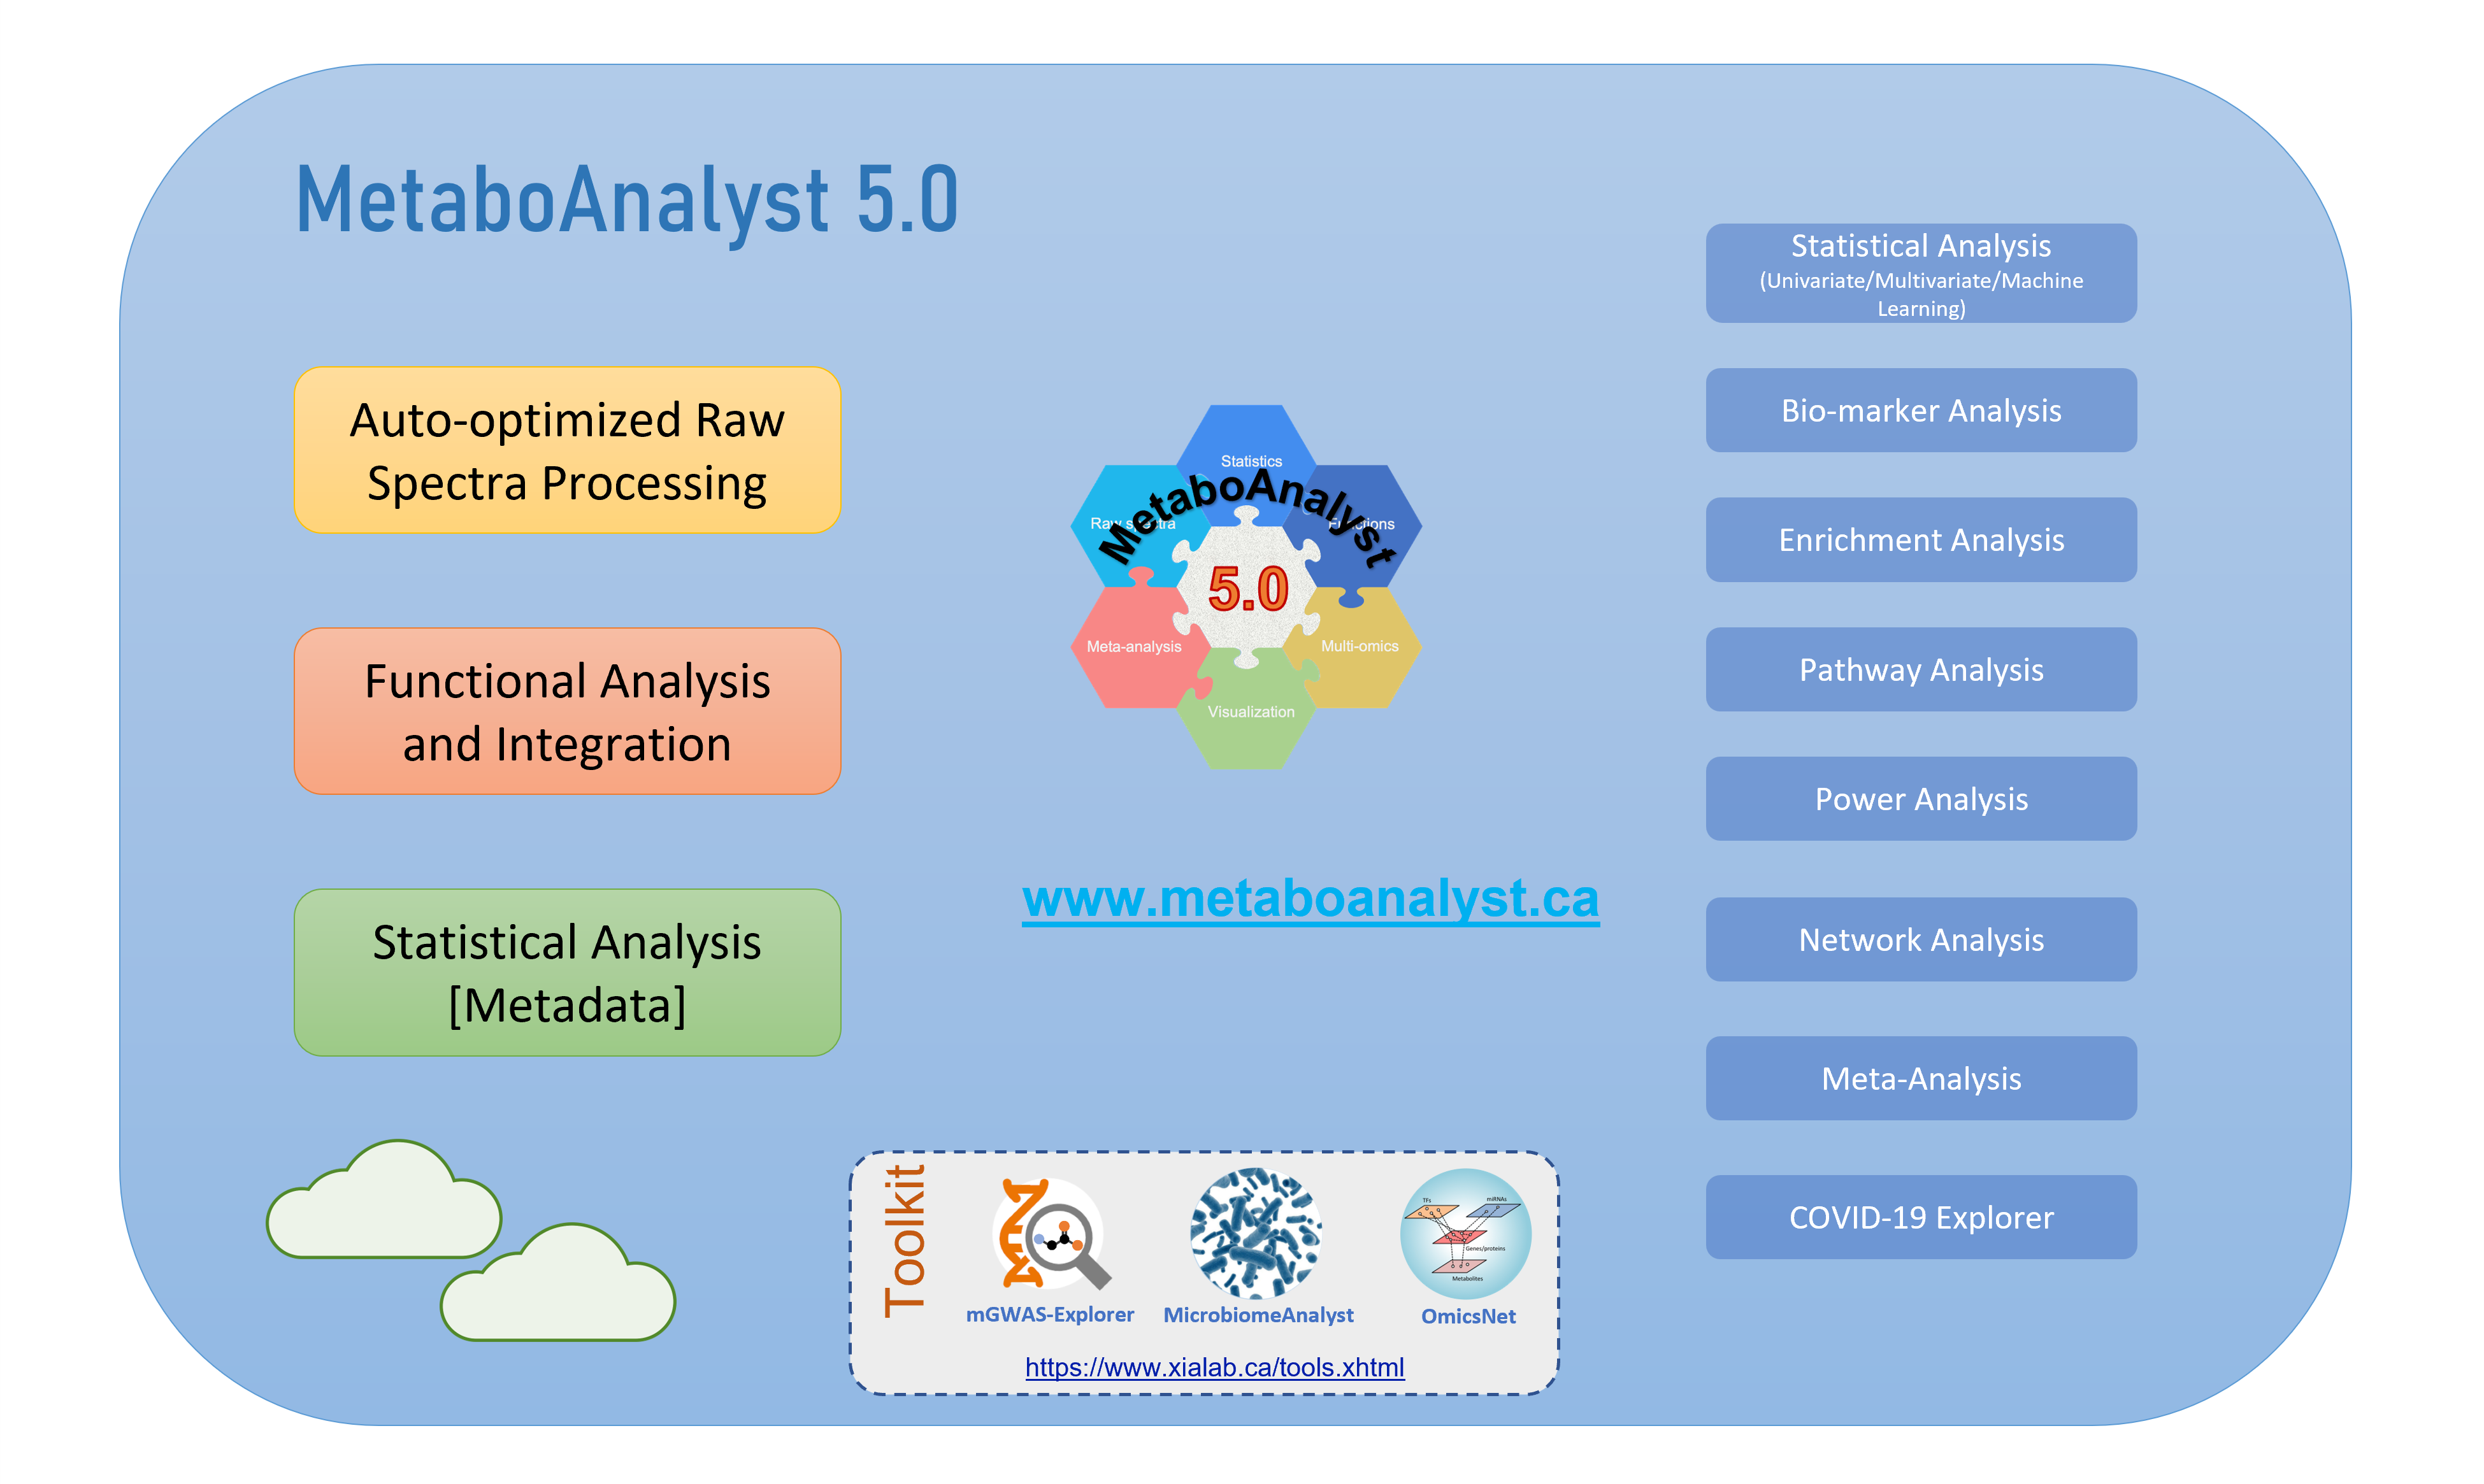 MetaboAnalyst 5.0
Auto-optimized Raw
Spectra Processing
Functional Analysis
and Integration
Statistical Analysis
[Metadata]
Statistics
MetaboAnalyst
Raw spectra
Functions
5.0
Meta-analysis
Multi-omics
Visualization
www.metaboanalyst.ca
Statistical Analysis
(Univariate/Multivariate/Machine
Learning)
Bio-marker Analysis
Enrichment Analysis
Pathway Analysis
Power Analysis
Network Analysis
Meta-Analysis
COVID-19 Explorer
Toolkit
TFs
miRNAs
Genes/proteins
Metabolites
mGWAS-Explorer
MicrobiomeAnalyst
OmicsNet
https://www.xialab.ca/tools.xhtml